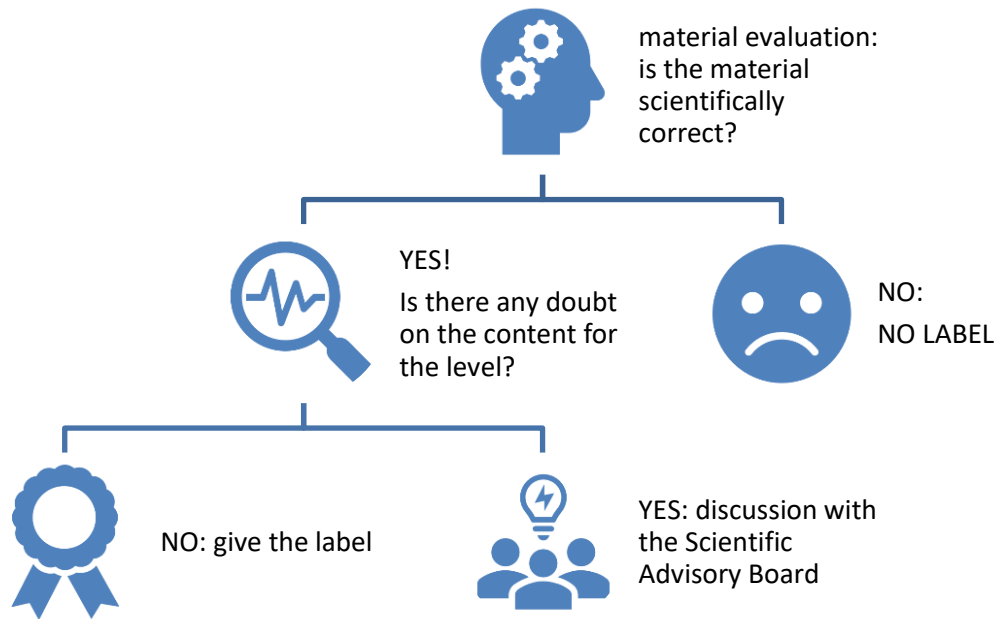 material evaluation:
is the material
scientifically
correct?
YES!
Is there any doubt
on the content for
the level?
NO:
NO LABEL
NO: give the label
YES: discussion with
the Scientific
Advisory Board